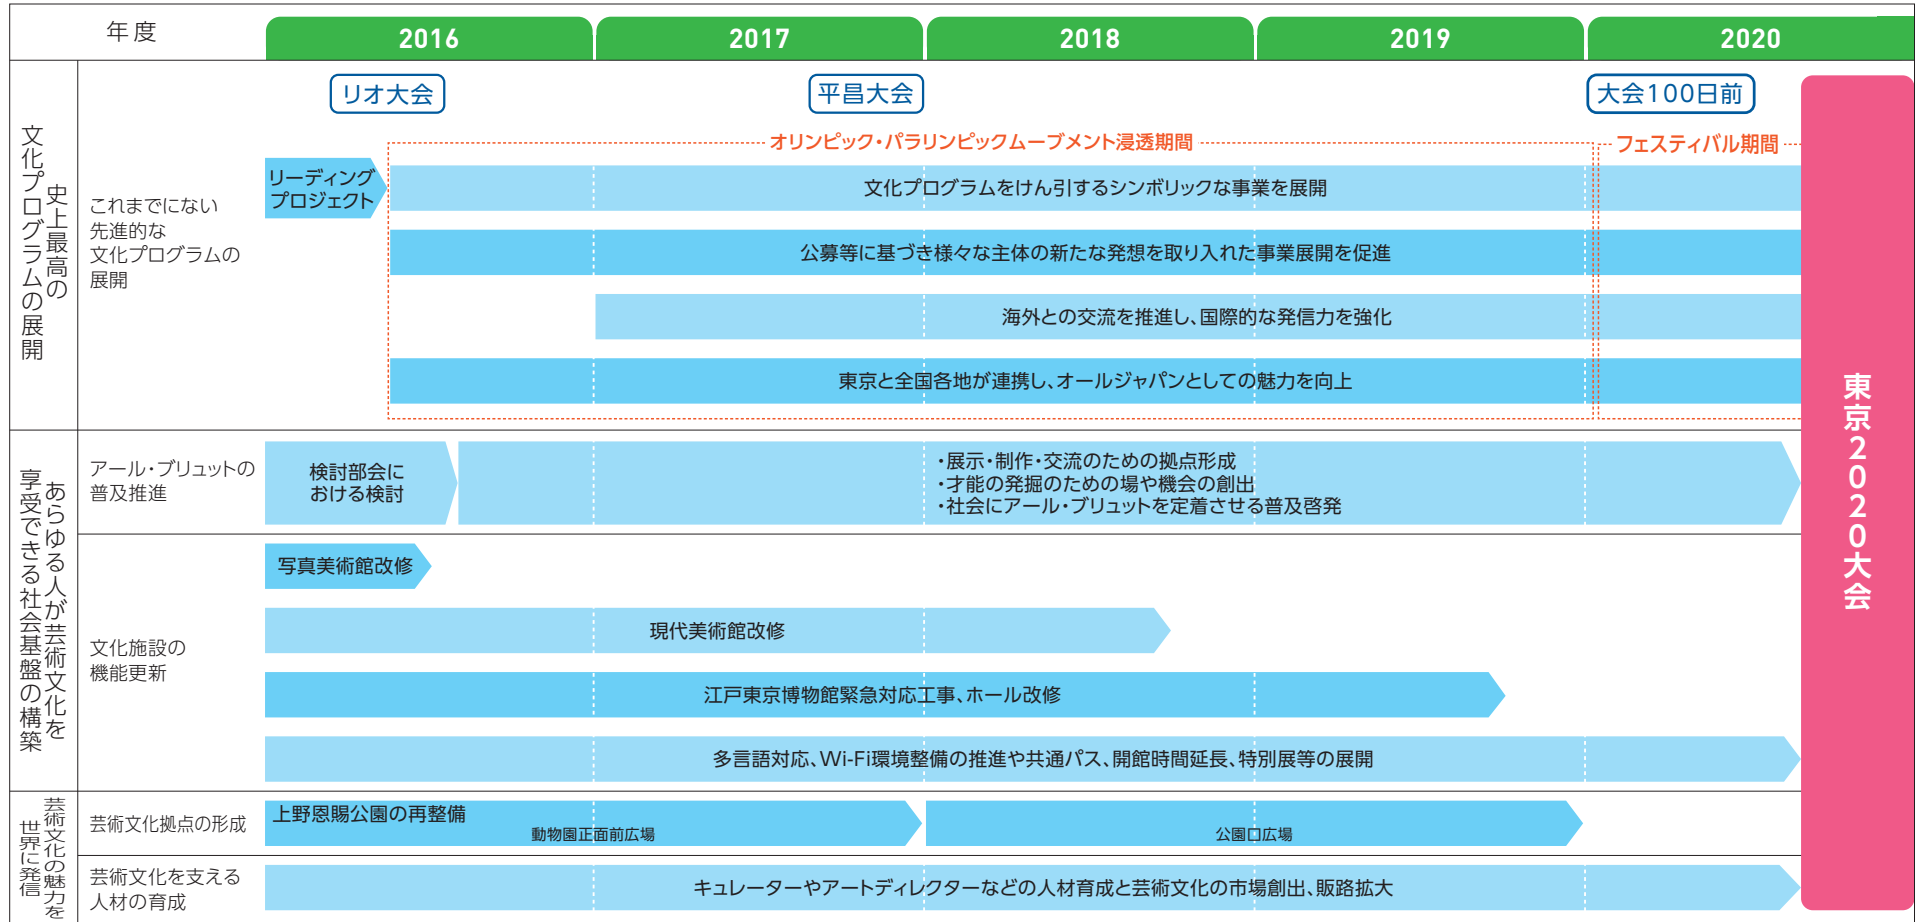 年度
2016
2017
2018
2019
2020
リオ大会
平昌大会
大会100日前
オリンピック・パラリンピックムーブメント浸透期間
フェスティバル期間
史上最高の
文化プログラムの展開
これまでにない
先進的な
文化プログラムの
展開
リーディング
プロジェクト
文化プログラムをけん引するシンボリックな事業を展開
公募等に基づき様々な主体の新たな発想を取り入れた事業展開を促進
海外との交流を推進し、国際的な発信力を強化
東京と全国各地が連携し、オールジャパンとしての魅力を向上
東京2020大会
あらゆる人が芸術文化を
享受できる社会基盤の構築
アール・ブリュットの
普及推進
検討部会に
おける検討
・展示・制作・交流のための拠点形成
・才能の発掘のための場や機会の創出
・社会にアール・ブリュットを定着させる普及啓発
文化施設の
機能更新
写真美術館改修
現代美術館改修
江戸東京博物館緊急対応工事、ホール改修
多言語対応、Wi-Fi環境整備の推進や共通パス、開館時間延長、特別展等の展開
芸術文化の魅力を
世界に発信
芸術文化拠点の形成
上野恩賜公園の再整備
動物園正面前広場
公園口広場
芸術文化を支える
人材の育成
キュレーターやアートディレクターなどの人材育成と芸術文化の市場創出、販路拡大